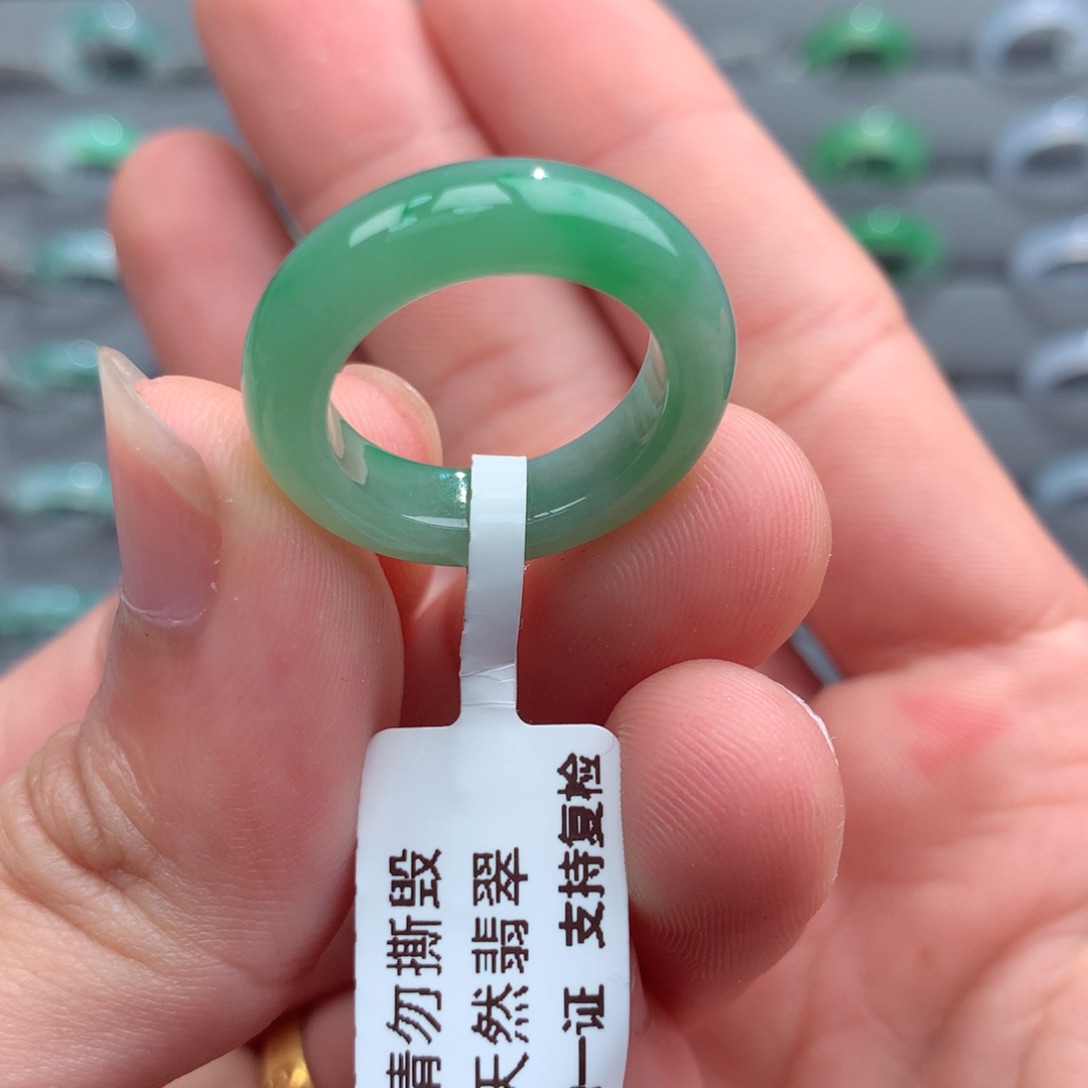 请勿撕毁
天然翡翠
一证 支持复检